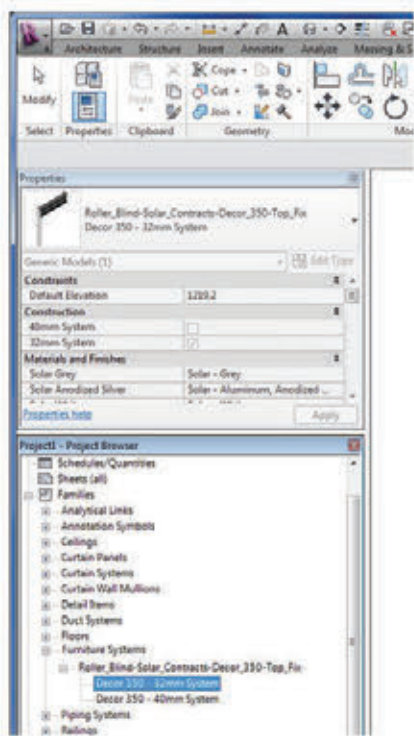 Architecture Structure Insert Annotate Analyze Massing & S
Modify Paste Cope Cut Join
Select Properties Clipboard Geometry Mo
Properties
Roller_Blind-Solar_Contracts-Decor_350-Top_Fix
Decor 350 - 32mm System
Generic Models (1) Edit Type
Constraints
Default Elevation 1219.2
Construction
40mm System
32mm System
Materials and Finishes
Solar Grey Solar - Grey
Solar Anodized Silver Solar - Aluminum, Anodized ...
Properties help Apply
Project1 - Project Browser
Schedules/Quantities
Sheets (all)
Families
Analytical Links
Annotation Symbols
Ceilings
Curtain Panels
Curtain Systems
Curtain Wall Mullions
Detail Items
Duct Systems
Floors
Furniture Systems
Roller_Blind-Solar_Contracts-Decor_350-Top_Fix
Decor 350 - 32mm System
Decor 350 - 40mm System
Piping Systems
Railings